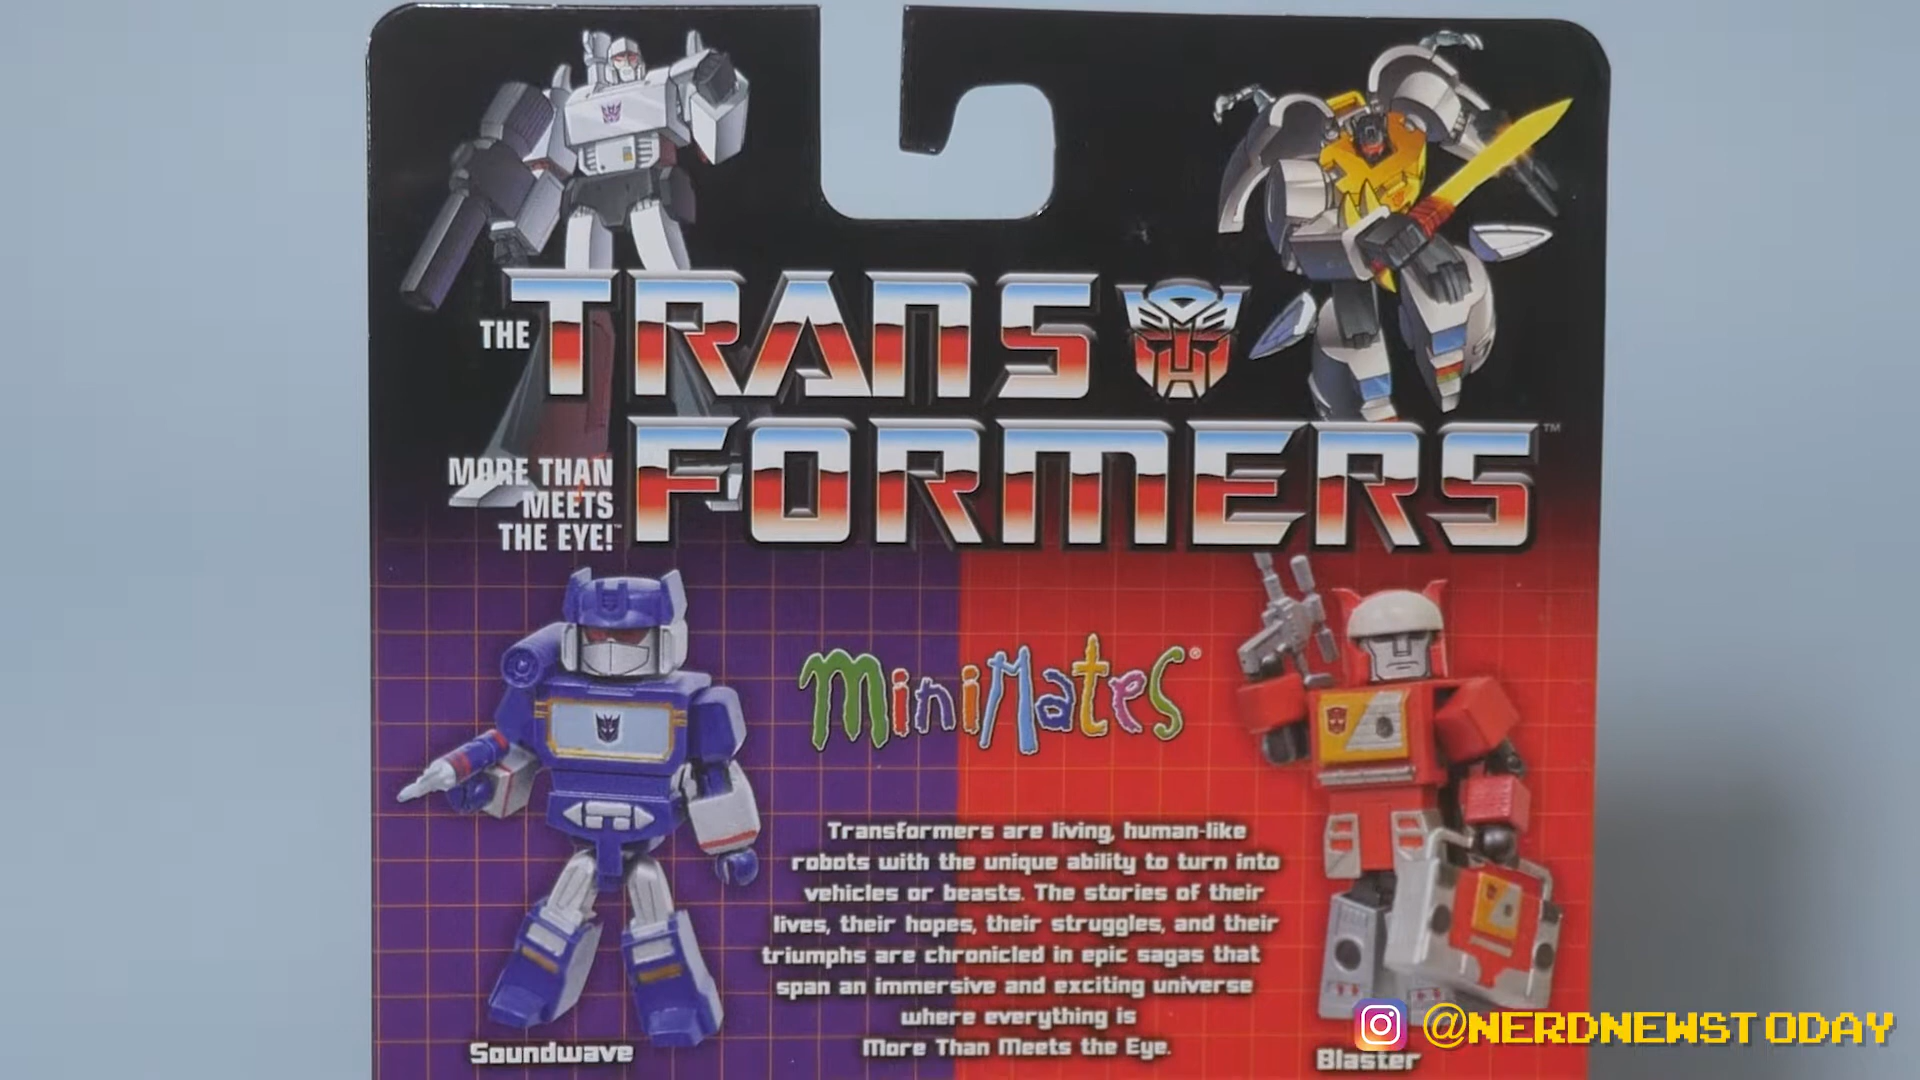 THE TRANSFORMERS™
MORE THAN
MEETS
THE EYE!™
MiniMates®
Transformers are living, human-like
robots with the unique ability to turn into
vehicles or beasts. The stories of their
lives, their hopes, their struggles, and their
triumphs are chronicled in epic sagas that
span an immersive and exciting universe
where everything is
More Than Meets the Eye.
Soundwave
Blaster
@NERDNEWSTODAY